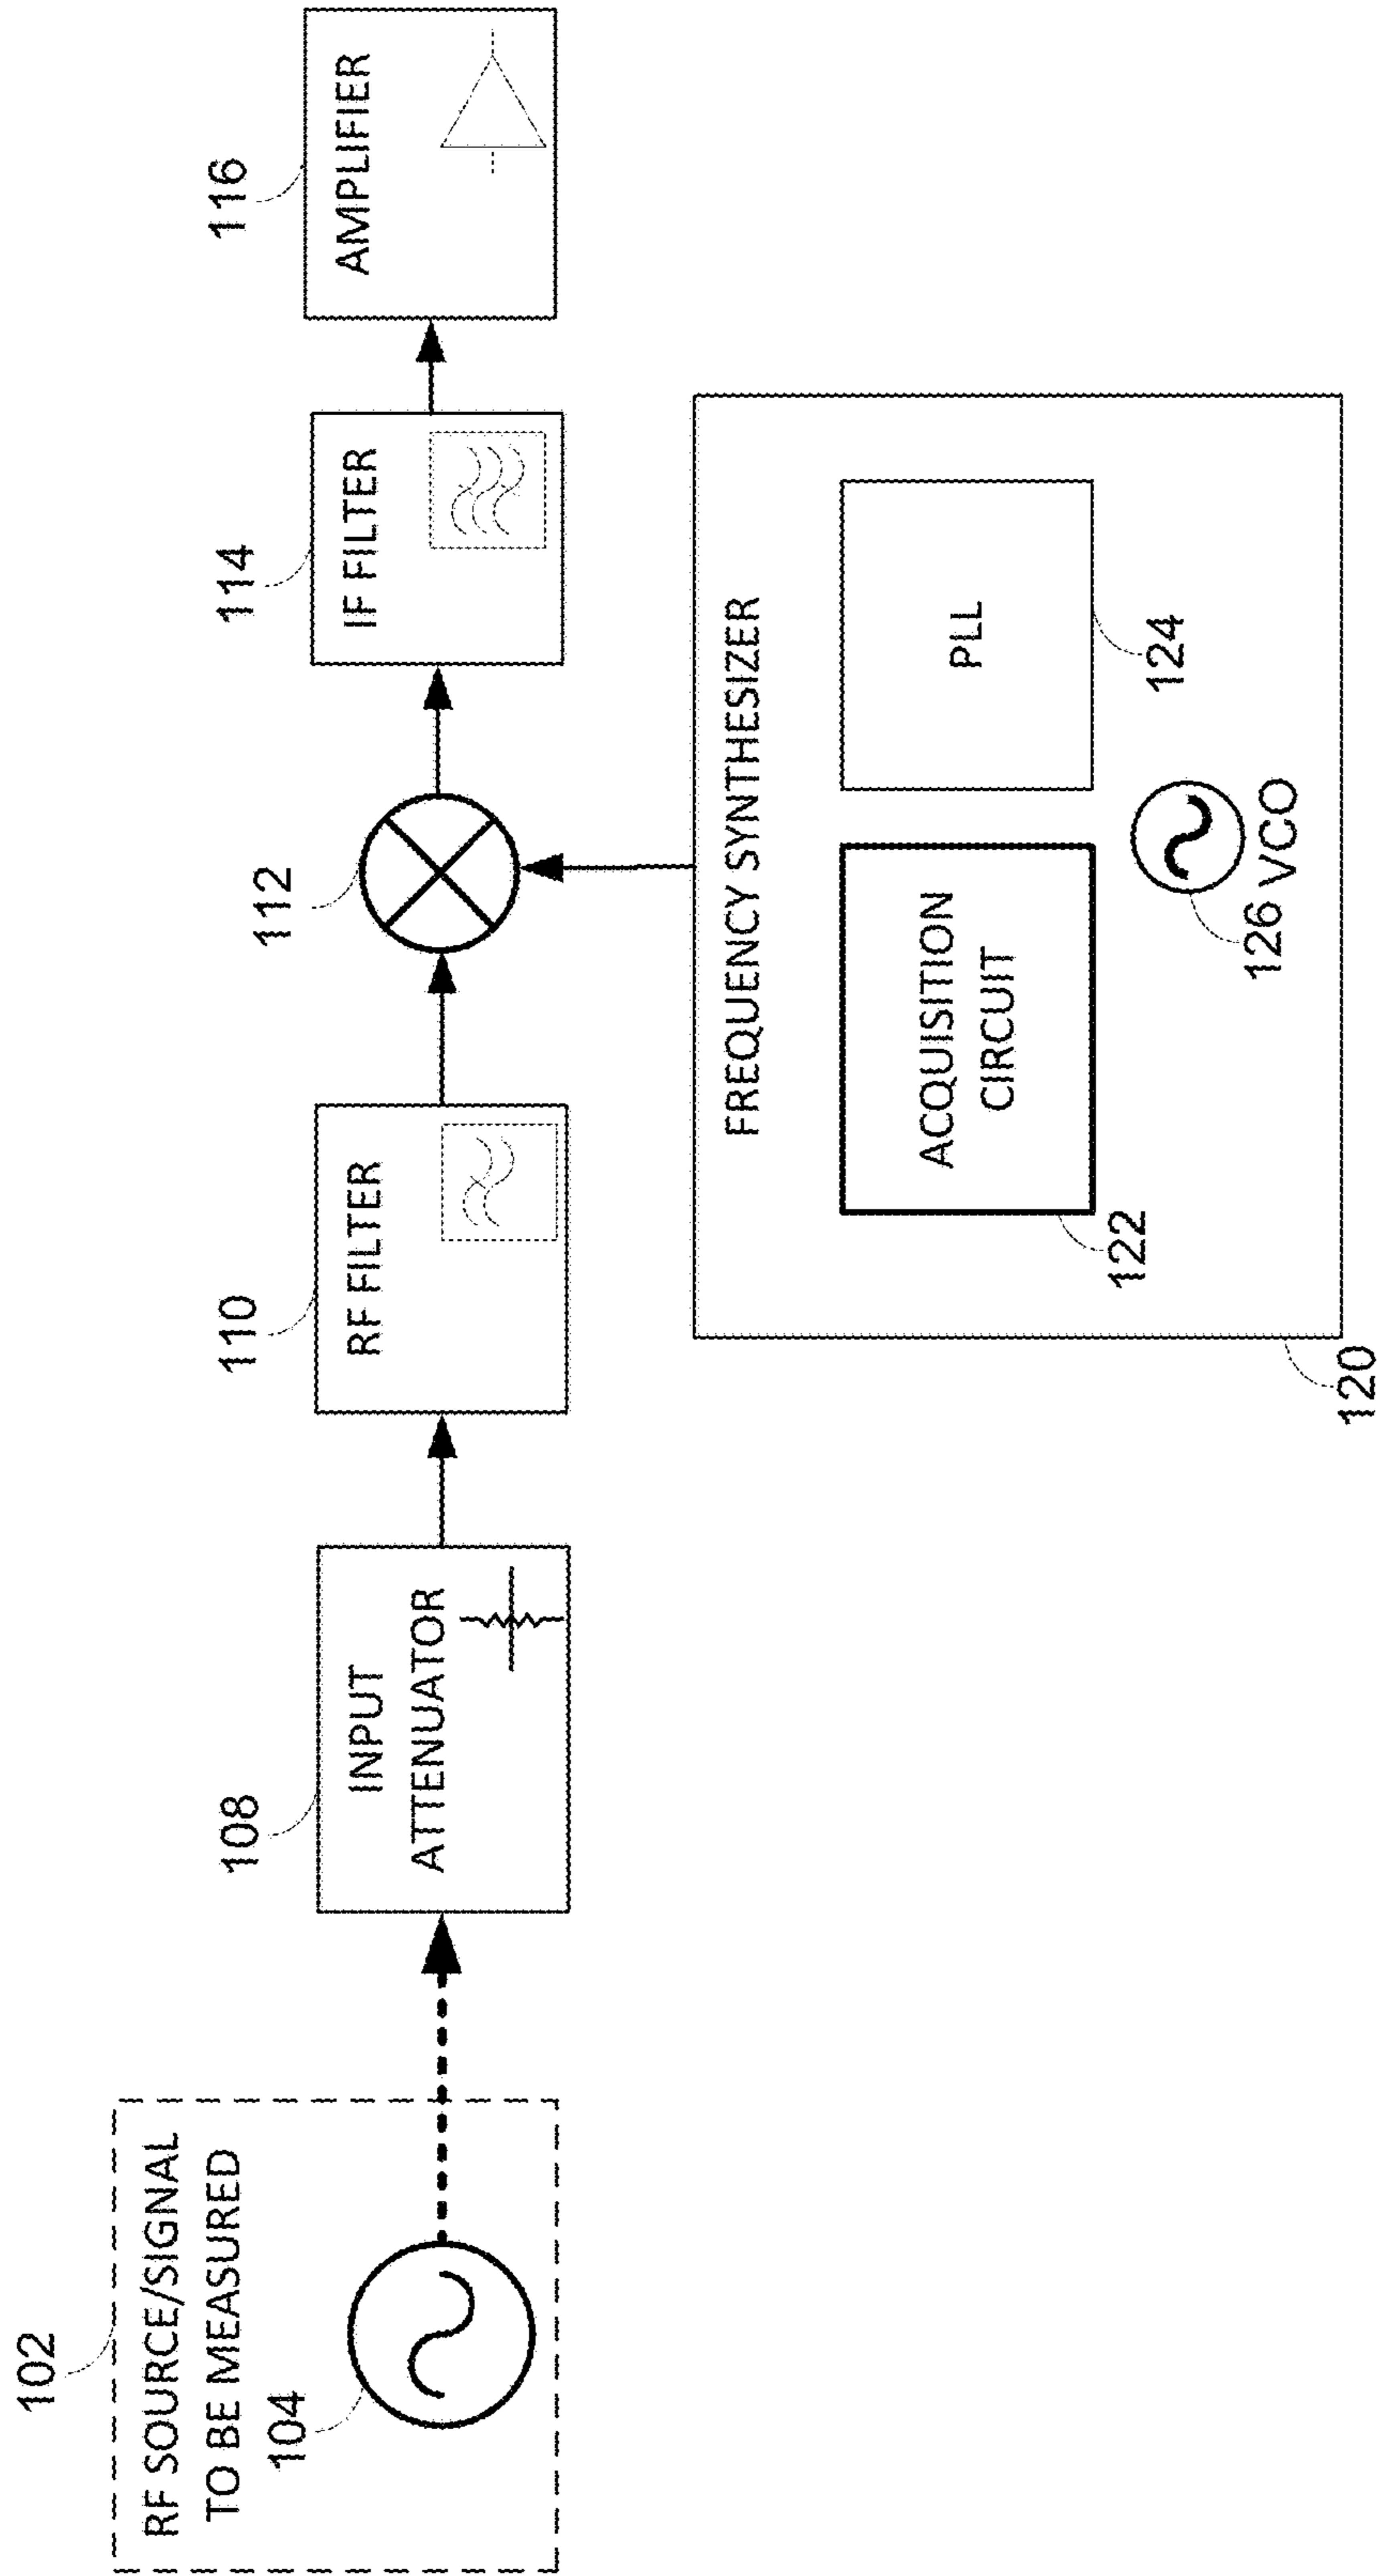 102
RF SOURCE/SIGNAL
TO BE MEASURED
104
108
INPUT
ATTENUATOR
110
RF FILTER
112
114
IF FILTER
116
AMPLIFIER
FREQUENCY SYNTHESIZER
ACQUISITION
CIRCUIT
122
PLL
124
126 VCO
120